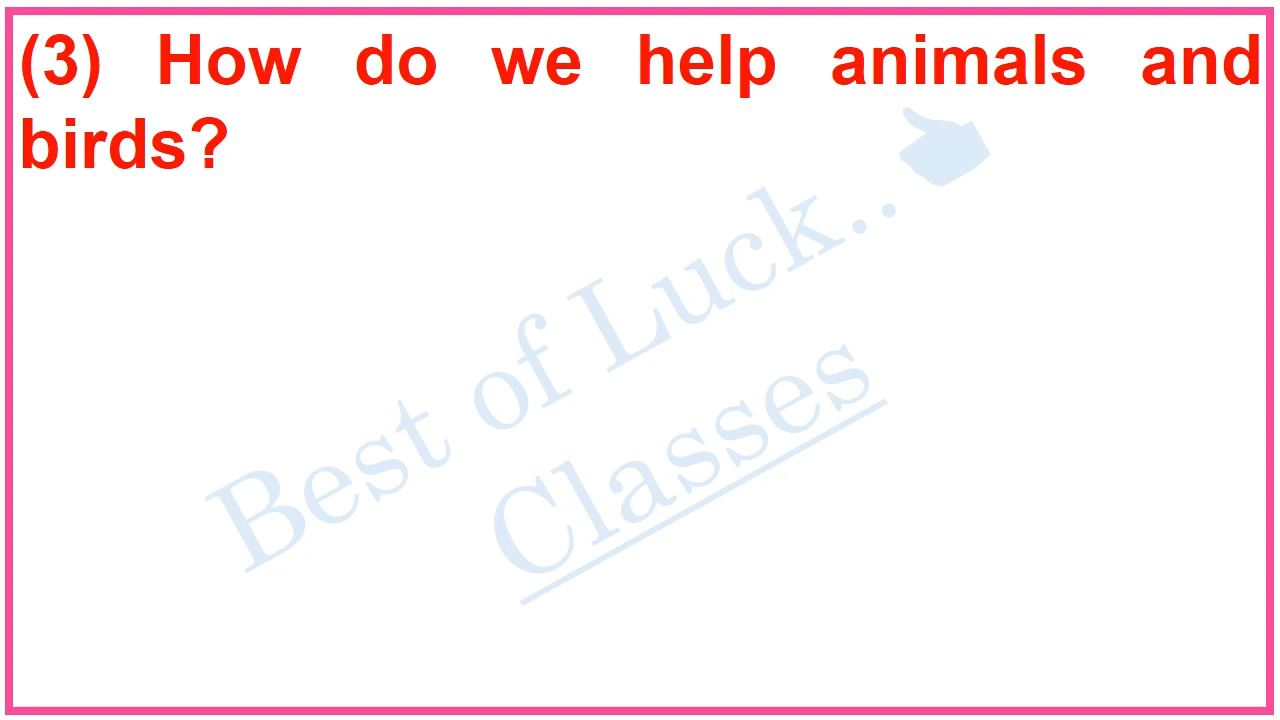 (3) How do we help animals and
birds?
Best of Luck..
Classes